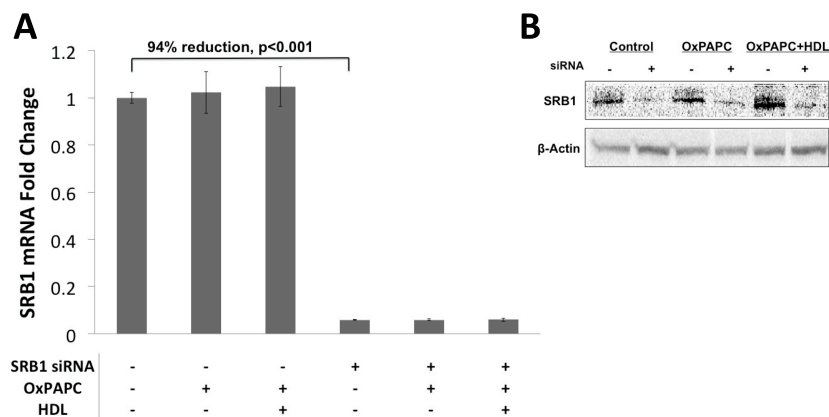 A
94% reduction, p<0.001
SRB1 mRNA Fold Change
1.2
1
0.8
0.6
0.4
0.2
0
SRB1 siRNA - - - + + +
OxPAPC - + + - + +
HDL - - + - - +
B
Control OxPAPC OxPAPC+HDL
siRNA - + - + - +
SRB1
β-Actin